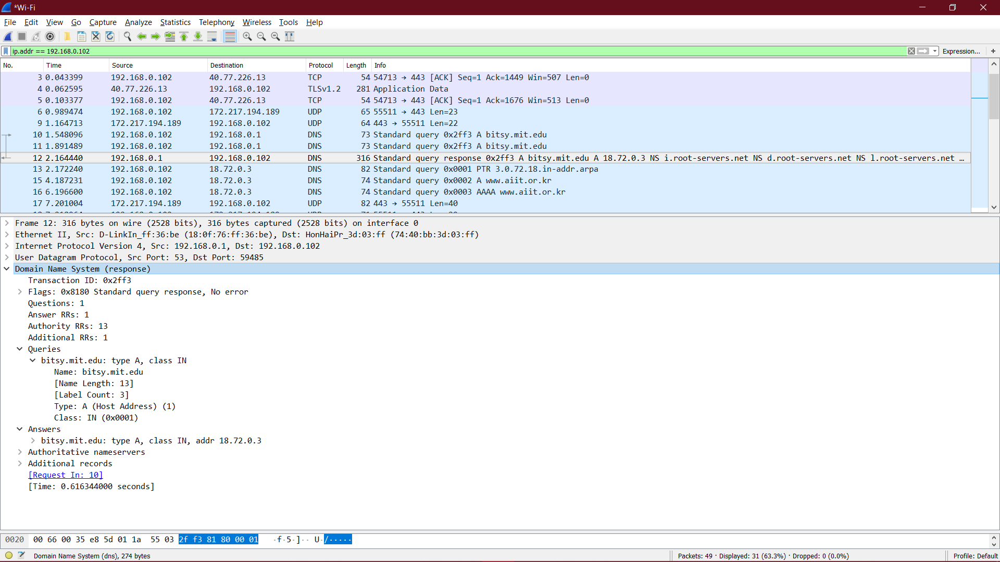 *Wi-Fi
File Edit View Go Capture Analyze Statistics Telephony Wireless Tools Help
ip.addr == 192.168.0.102 Expression... +
No. Time Source Destination Protocol Length Info
3 0.043399 192.168.0.102 40.77.226.13 TCP 54 54713 → 443 [ACK] Seq=1 Ack=1449 Win=507 Len=0
4 0.062595 40.77.226.13 192.168.0.102 TLSv1.2 281 Application Data
5 0.103377 192.168.0.102 40.77.226.13 TCP 54 54713 → 443 [ACK] Seq=1 Ack=1676 Win=513 Len=0
6 0.989474 192.168.0.102 172.217.194.189 UDP 65 55511 → 443 Len=23
9 1.164713 172.217.194.189 192.168.0.102 UDP 64 443 → 55511 Len=22
10 1.548096 192.168.0.102 192.168.0.1 DNS 73 Standard query 0x2ff3 A bitsy.mit.edu
11 1.891489 192.168.0.102 192.168.0.1 DNS 73 Standard query 0x2ff3 A bitsy.mit.edu
12 2.164440 192.168.0.1 192.168.0.102 DNS 316 Standard query response 0x2ff3 A bitsy.mit.edu A 18.72.0.3 NS i.root-servers.net NS d.root-servers.net NS l.root-servers.net …
13 2.172240 192.168.0.102 18.72.0.3 DNS 82 Standard query 0x0001 PTR 3.0.72.18.in-addr.arpa
15 4.187231 192.168.0.102 18.72.0.3 DNS 74 Standard query 0x0002 A www.aiit.or.kr
16 6.196600 192.168.0.102 18.72.0.3 DNS 74 Standard query 0x0003 AAAA www.aiit.or.kr
17 7.201004 172.217.194.189 192.168.0.102 UDP 82 443 → 55511 Len=40
Frame 12: 316 bytes on wire (2528 bits), 316 bytes captured (2528 bits) on interface 0
Ethernet II, Src: D-LinkIn_ff:36:be (18:0f:76:ff:36:be), Dst: HonHaiPr_3d:03:ff (74:40:bb:3d:03:ff)
Internet Protocol Version 4, Src: 192.168.0.1, Dst: 192.168.0.102
User Datagram Protocol, Src Port: 53, Dst Port: 59485
Domain Name System (response)
Transaction ID: 0x2ff3
Flags: 0x8180 Standard query response, No error
Questions: 1
Answer RRs: 1
Authority RRs: 13
Additional RRs: 1
Queries
bitsy.mit.edu: type A, class IN
Name: bitsy.mit.edu
[Name Length: 13]
[Label Count: 3]
Type: A (Host Address) (1)
Class: IN (0x0001)
Answers
bitsy.mit.edu: type A, class IN, addr 18.72.0.3
Authoritative nameservers
Additional records
[Request In: 10]
[Time: 0.616344000 seconds]
0020 00 66 00 35 e8 5d 01 1a 55 03 2f f3 81 80 00 01 ·f·5·]·· U·/·····
Domain Name System (dns), 274 bytes Packets: 49 · Displayed: 31 (63.3%) · Dropped: 0 (0.0%) Profile: Default